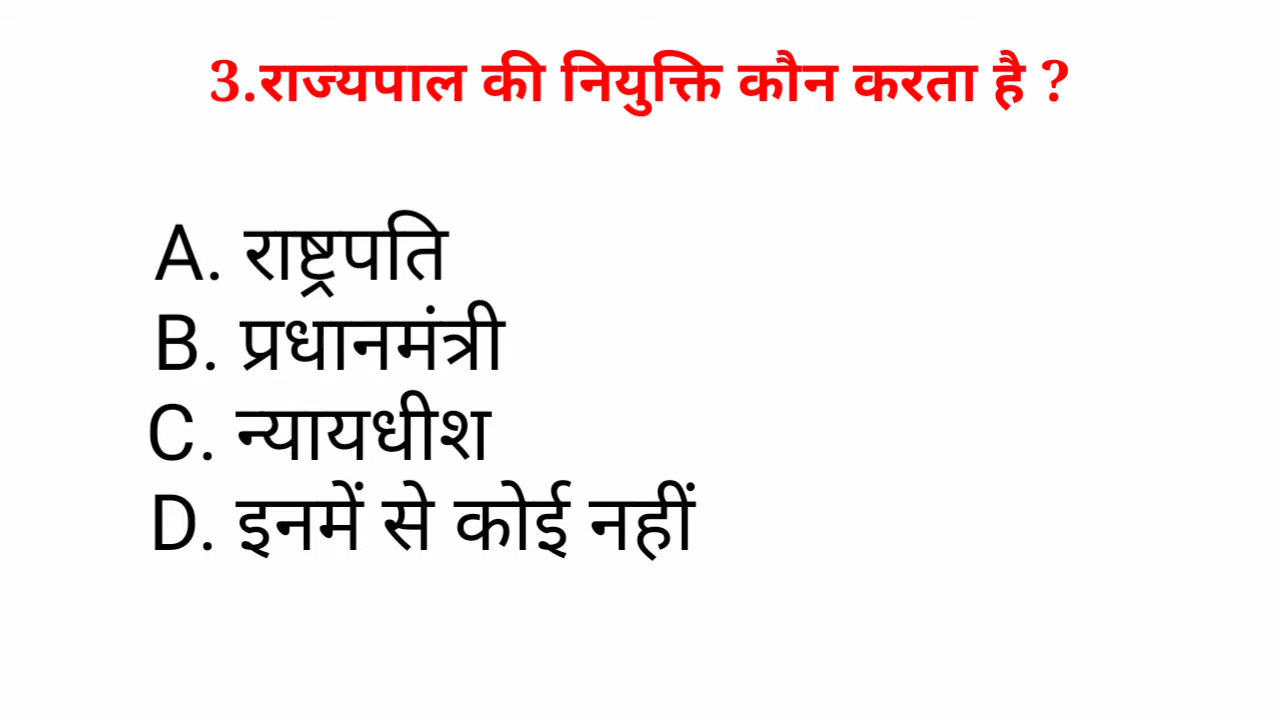 3.राज्यपाल की नियुक्ति कौन करता है ?
A. राष्ट्रपति
B. प्रधानमंत्री
C. न्यायधीश
D. इनमें से कोई नहीं